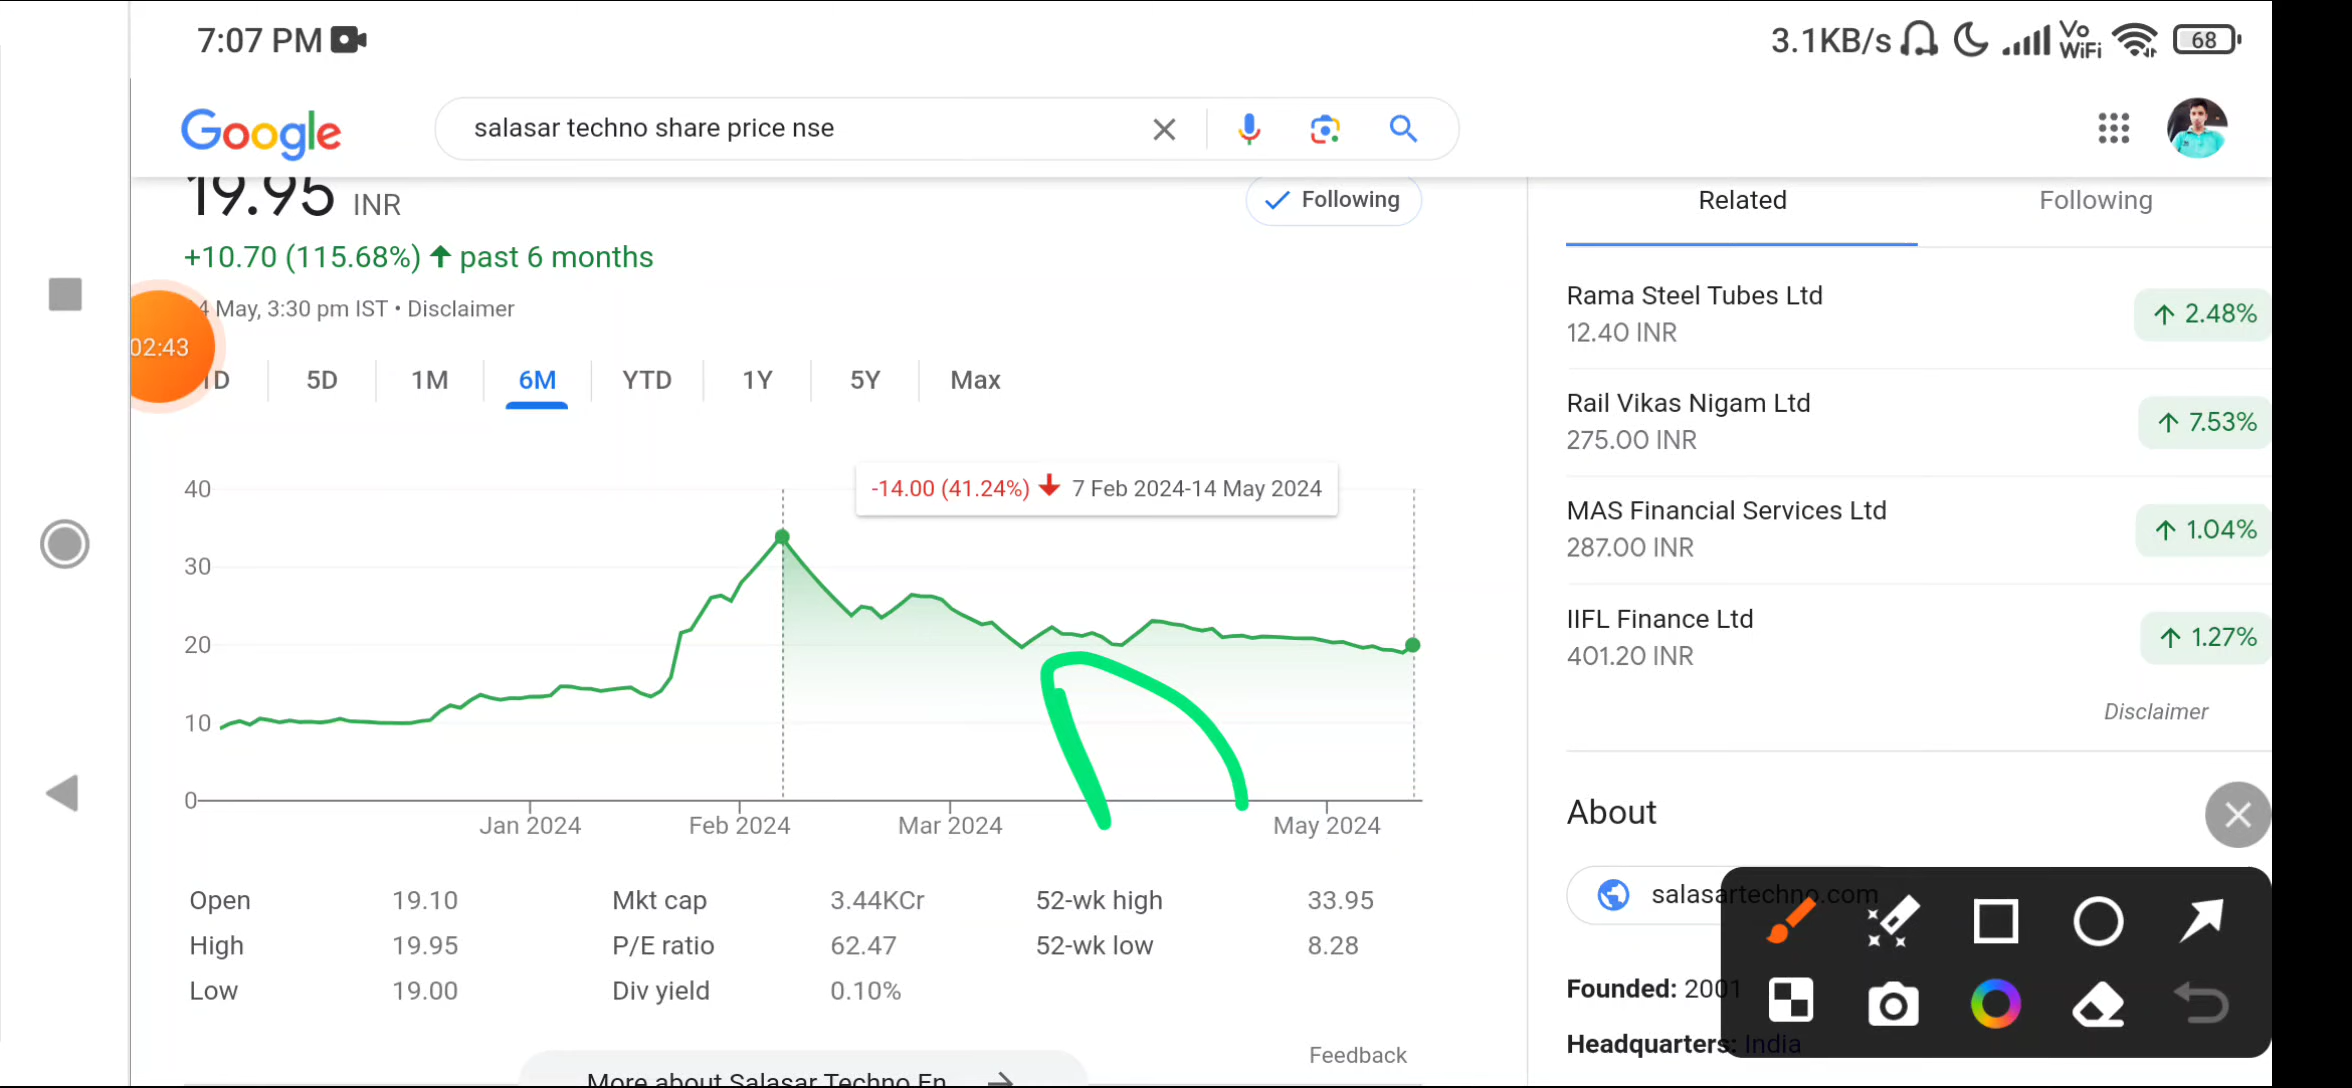 7:07 PM
3.1KB/s Vo WiFi 68
Google
salasar techno share price nse
19.95 INR
Following
+10.70 (115.68%) past 6 months
4 May, 3:30 pm IST • Disclaimer
02:43
1D 5D 1M 6M YTD 1Y 5Y Max
-14.00 (41.24%) 7 Feb 2024-14 May 2024
40
30
20
10
0
Jan 2024 Feb 2024 Mar 2024 May 2024
Open 19.10 Mkt cap 3.44KCr 52-wk high 33.95
High 19.95 P/E ratio 62.47 52-wk low 8.28
Low 19.00 Div yield 0.10%
Feedback
More about Salasar Techno En
Related Following
Rama Steel Tubes Ltd
12.40 INR
2.48%
Rail Vikas Nigam Ltd
275.00 INR
7.53%
MAS Financial Services Ltd
287.00 INR
1.04%
IIFL Finance Ltd
401.20 INR
1.27%
Disclaimer
About
salasartechno.com
Founded: 2001
Headquarters: India